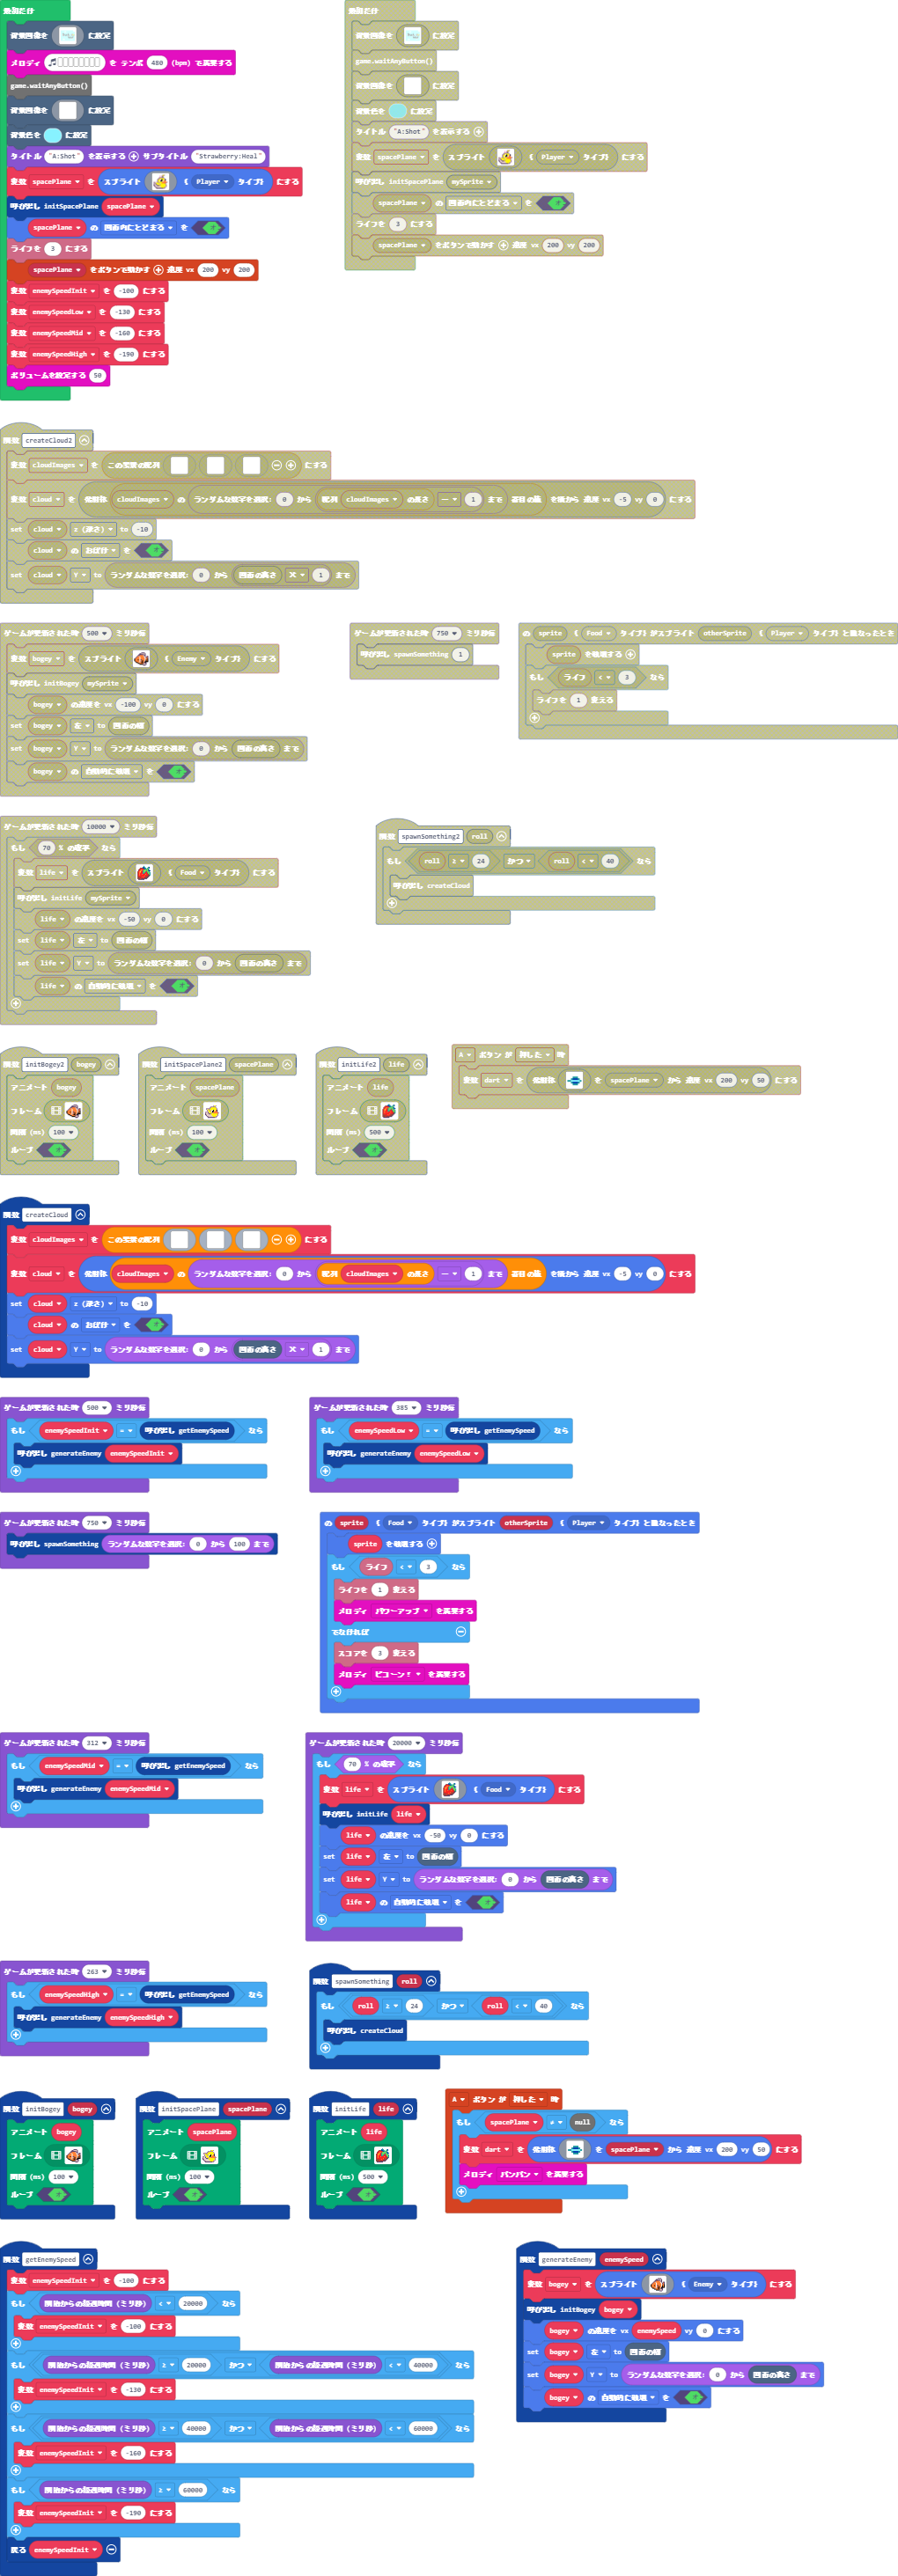 最初だけ
背景画像を に設定
メロディ を テンポ 480 (bpm) で演奏する
game.waitAnyButton()
背景画像を に設定
背景色を に設定
タイトル "A:Shot" を表示する サブタイトル "Strawberry:Heal"
変数 spacePlane を スプライト ( Player タイプ) にする
呼び出し initSpacePlane spacePlane
spacePlane の 画面内にとどまる を オ
ライフを 3 にする
spacePlane をボタンで動かす 速度 vx 200 vy 200
変数 enemySpeedInit を -100 にする
変数 enemySpeedLow を -130 にする
変数 enemySpeedMid を -160 にする
変数 enemySpeedHigh を -190 にする
ボリュームを設定する 50
最初だけ
背景画像を に設定
game.waitAnyButton()
背景画像を に設定
背景色を に設定
タイトル "A:Shot" を表示する
変数 spacePlane を スプライト ( Player タイプ) にする
呼び出し initSpacePlane mySprite
spacePlane の 画面内にとどまる を オ
ライフを 3 にする
spacePlane をボタンで動かす 速度 vx 200 vy 200
関数 createCloud2
変数 cloudImages を この要素の配列 にする
変数 cloud を 発射体 cloudImages の ランダムな数字を選択: 0 から 配列 cloudImages の長さ - 1 まで 番目の値 を横から 速度 vx -5 vy 0 にする
set cloud z (深さ) to -10
cloud の おばけ を オ
set cloud Y to ランダムな数字を選択: 0 から 画面の高さ × 1 まで
ゲームが更新された時 500 ミリ秒毎
変数 bogey を スプライト ( Enemy タイプ) にする
呼び出し initBogey mySprite
bogey の速度を vx -100 vy 0 にする
set bogey 左 to 画面の幅
set bogey Y to ランダムな数字を選択: 0 から 画面の高さ まで
bogey の 自動的に破壊 を オ
ゲームが更新された時 750 ミリ秒毎
呼び出し spawnSomething 1
の sprite ( Food タイプ) がスプライト otherSprite ( Player タイプ) と重なったとき
sprite を破壊する
もし ライフ < 3 なら
ライフを 1 変える
ゲームが更新された時 10000 ミリ秒毎
もし 70 % の確率 なら
変数 life を スプライト ( Food タイプ) にする
呼び出し initLife mySprite
life の速度を vx -50 vy 0 にする
set life 左 to 画面の幅
set life Y to ランダムな数字を選択: 0 から 画面の高さ まで
life の 自動的に破壊 を オ
関数 spawnSomething2 roll
もし roll ≥ 24 かつ roll < 40 なら
呼び出し createCloud
関数 initBogey2 bogey
アニメート bogey
フレーム
間隔 (ms) 100
ループ オ
関数 initSpacePlane2 spacePlane
アニメート spacePlane
フレーム
間隔 (ms) 100
ループ オ
関数 initLife2 life
アニメート life
フレーム
間隔 (ms) 500
ループ オ
A ボタン が 押した 時
変数 dart を 発射体 を spacePlane から 速度 vx 200 vy 50 にする
関数 createCloud
変数 cloudImages を この要素の配列 にする
変数 cloud を 発射体 cloudImages の ランダムな数字を選択: 0 から 配列 cloudImages の長さ - 1 まで 番目の値 を横から 速度 vx -5 vy 0 にする
set cloud z (深さ) to -10
cloud の おばけ を オ
set cloud Y to ランダムな数字を選択: 0 から 画面の高さ × 1 まで
ゲームが更新された時 500 ミリ秒毎
もし enemySpeedInit = 呼び出し getEnemySpeed なら
呼び出し generateEnemy enemySpeedInit
ゲームが更新された時 385 ミリ秒毎
もし enemySpeedLow = 呼び出し getEnemySpeed なら
呼び出し generateEnemy enemySpeedLow
ゲームが更新された時 750 ミリ秒毎
呼び出し spawnSomething ランダムな数字を選択: 0 から 100 まで
の sprite ( Food タイプ) がスプライト otherSprite ( Player タイプ) と重なったとき
sprite を破壊する
もし ライフ < 3 なら
ライフを 1 変える
メロディ パワーアップ を演奏する
でなければ
スコアを 3 変える
メロディ ピコーン! を演奏する
ゲームが更新された時 312 ミリ秒毎
もし enemySpeedMid = 呼び出し getEnemySpeed なら
呼び出し generateEnemy enemySpeedMid
ゲームが更新された時 20000 ミリ秒毎
もし 70 % の確率 なら
変数 life を スプライト ( Food タイプ) にする
呼び出し initLife life
life の速度を vx -50 vy 0 にする
set life 左 to 画面の幅
set life Y to ランダムな数字を選択: 0 から 画面の高さ まで
life の 自動的に破壊 を オ
ゲームが更新された時 263 ミリ秒毎
もし enemySpeedHigh = 呼び出し getEnemySpeed なら
呼び出し generateEnemy enemySpeedHigh
関数 spawnSomething roll
もし roll ≥ 24 かつ roll < 40 なら
呼び出し createCloud
関数 initBogey bogey
アニメート bogey
フレーム
間隔 (ms) 100
ループ オ
関数 initSpacePlane spacePlane
アニメート spacePlane
フレーム
間隔 (ms) 100
ループ オ
関数 initLife life
アニメート life
フレーム
間隔 (ms) 500
ループ オ
A ボタン が 押した 時
もし spacePlane ≠ null なら
変数 dart を 発射体 を spacePlane から 速度 vx 200 vy 50 にする
メロディ バンバン を演奏する
関数 getEnemySpeed
変数 enemySpeedInit を -100 にする
もし 開始からの経過時間 (ミリ秒) < 20000 なら
変数 enemySpeedInit を -100 にする
もし 開始からの経過時間 (ミリ秒) ≥ 20000 かつ 開始からの経過時間 (ミリ秒) < 40000 なら
変数 enemySpeedInit を -130 にする
もし 開始からの経過時間 (ミリ秒) ≥ 40000 かつ 開始からの経過時間 (ミリ秒) < 60000 なら
変数 enemySpeedInit を -160 にする
もし 開始からの経過時間 (ミリ秒) ≥ 60000 なら
変数 enemySpeedInit を -190 にする
戻る enemySpeedInit
関数 generateEnemy enemySpeed
変数 bogey を スプライト ( Enemy タイプ) にする
呼び出し initBogey bogey
bogey の速度を vx enemySpeed vy 0 にする
set bogey 左 to 画面の幅
set bogey Y to ランダムな数字を選択: 0 から 画面の高さ まで
bogey の 自動的に破壊 を オ